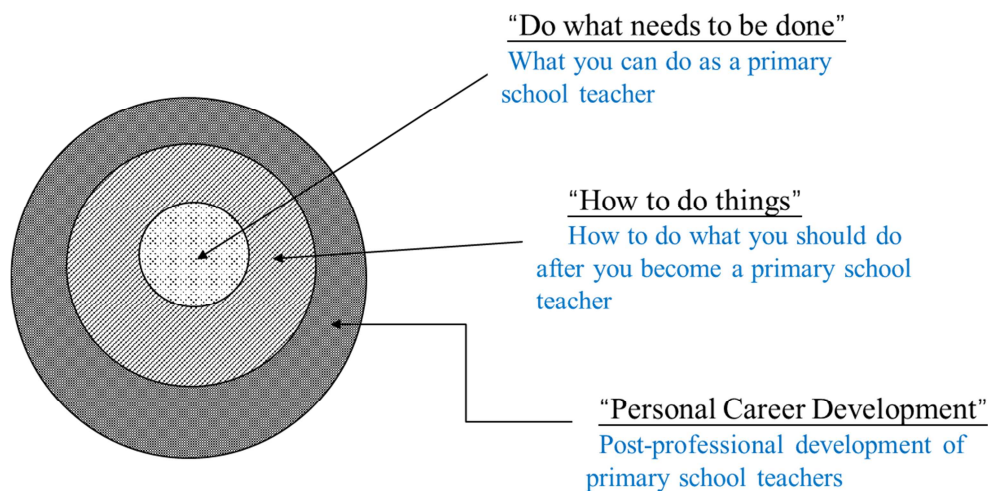 “Do what needs to be done”
What you can do as a primary
school teacher
“How to do things”
How to do what you should do
after you become a primary school
teacher
“Personal Career Development”
Post-professional development of
primary school teachers